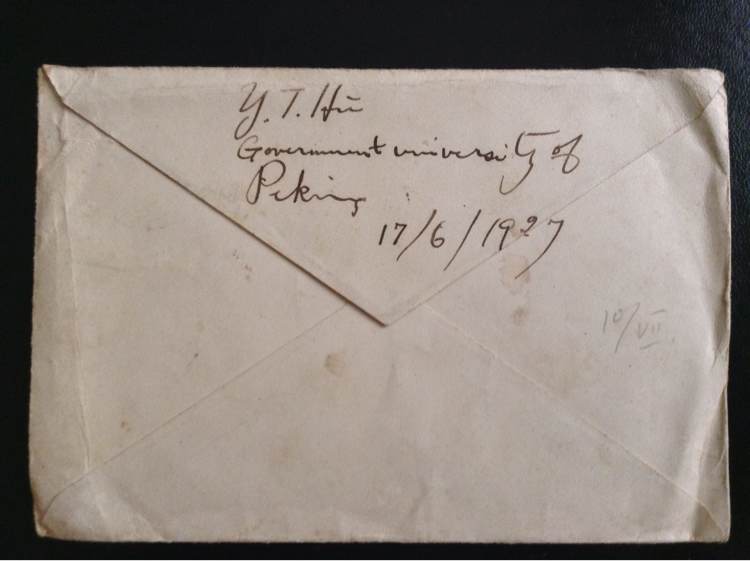 Y. T. Hu
Government university of
Peking
17/6/1927
10/VII